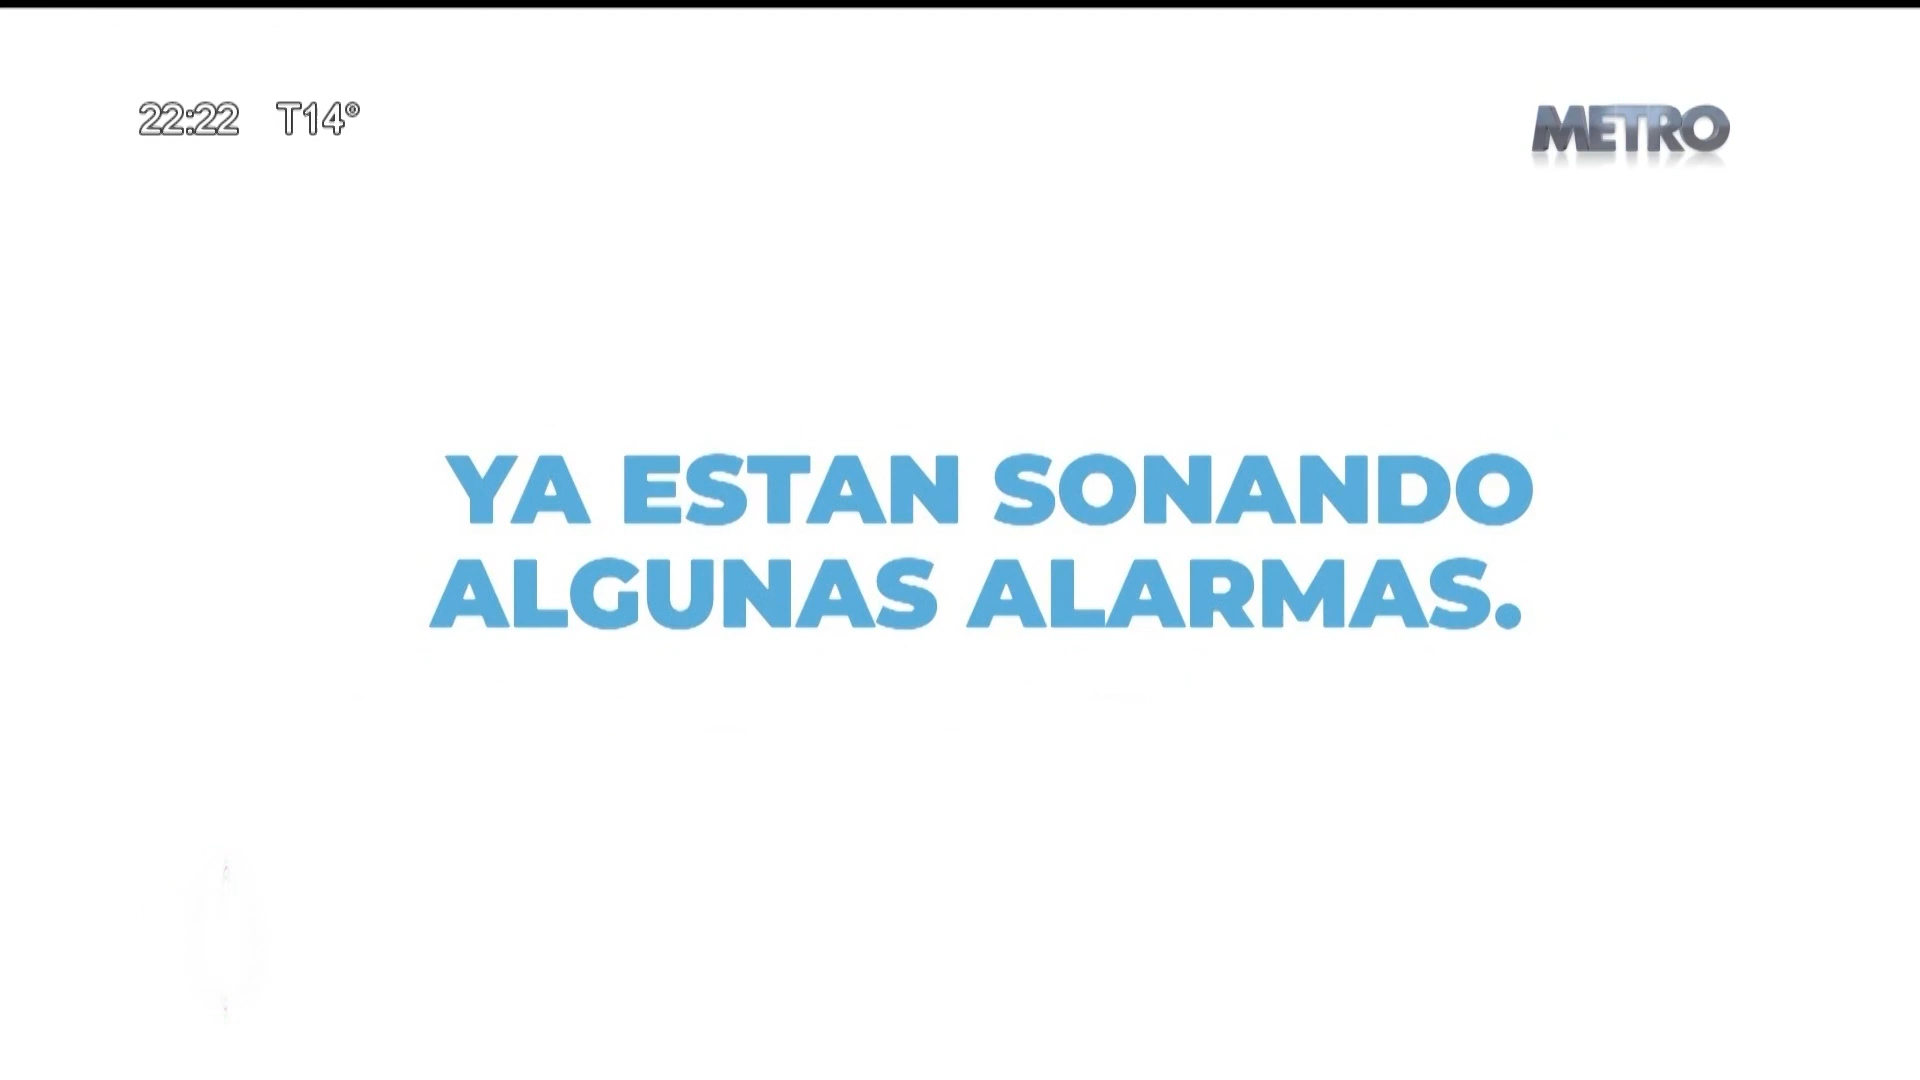 22:22 T14°
METRO
YA ESTAN SONANDO
ALGUNAS ALARMAS.